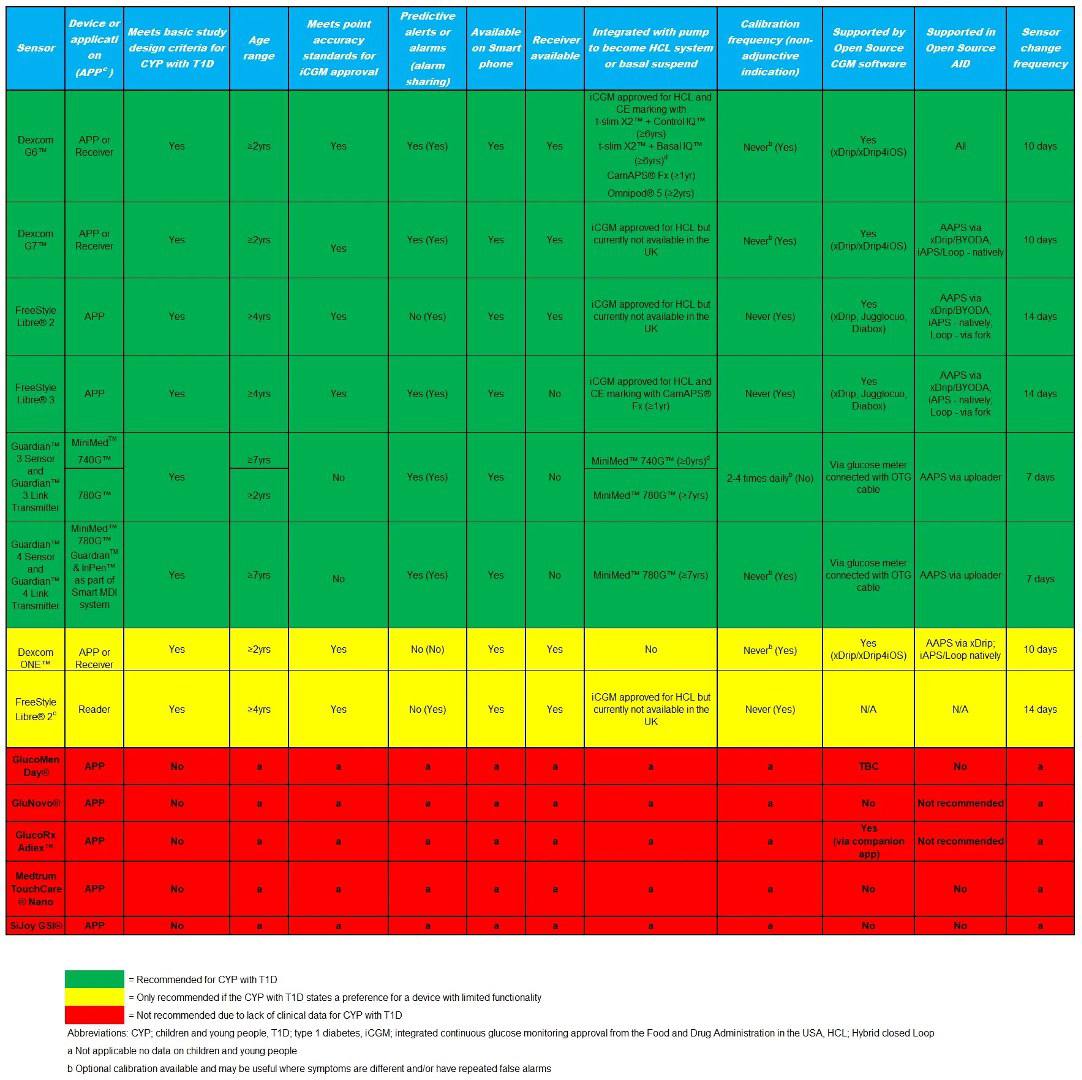 Sensor
Device or
applicati
on
(APPᶜ)
Meets basic study
design criteria for
CYP with T1D
Age
range
Meets point
accuracy
standards for
iCGM approval
Predictive
alerts or
alarms
(alarm
sharing)
Available
on Smart
phone
Receiver
available
Integrated with pump
to become HCL system
or basal suspend
Calibration
frequency (non-
adjunctive
indication)
Supported by
Open Source
CGM software
Supported in
Open Source
AID
Sensor
change
frequency
Dexcom
G6™
APP or
Receiver
Yes
≥2yrs
Yes
Yes (Yes)
Yes
Yes
iCGM approved for HCL and
CE marking with
t-slim X2™ + Control IQ™
(≥6yrs)
t-slim X2™ + Basal IQ™
(≥6yrs)ᵈ
CamAPS® Fx (≥1yr)
Omnipod® 5 (≥2yrs)
Neverᵇ (Yes)
Yes
(xDrip/xDrip4iOS)
All
10 days
Dexcom
G7™
APP or
Receiver
Yes
≥2yrs
Yes
Yes (Yes)
Yes
Yes
iCGM approved for HCL but
currently not available in the
UK
Neverᵇ (Yes)
Yes
(xDrip/xDrip4iOS)
AAPS via
xDrip/BYODA,
iAPS/Loop - natively
10 days
FreeStyle
Libre® 2
APP
Yes
≥4yrs
Yes
No (Yes)
Yes
Yes
iCGM approved for HCL but
currently not available in the
UK
Never (Yes)
Yes
(xDrip, Jugglocuo,
Diabox)
AAPS via
xDrip/BYODA,
iAPS - natively,
Loop - via fork
14 days
FreeStyle
Libre® 3
APP
Yes
≥4yrs
Yes
Yes (Yes)
Yes
No
iCGM approved for HCL and
CE marking with CamAPS®
Fx (≥1yr)
Never (Yes)
Yes
(xDrip, Jugglocuo,
Diabox)
AAPS via
xDrip/BYODA,
iAPS - natively,
Loop - via fork
14 days
Guardian™
3 Sensor
and
Guardian™
3 Link
Transmitter
MiniMed™
740G™
780G™
Yes
≥7yrs
≥2yrs
No
Yes (Yes)
Yes
No
MiniMed™ 740G™ (≥0yrs)ᵈ
MiniMed™ 780G™ (≥7yrs)
2-4 times dailyᵇ (No)
Via glucose meter
connected with OTG
cable
AAPS via uploader
7 days
Guardian™
4 Sensor
and
Guardian™
4 Link
Transmitter
MiniMed™
780G™
Guardian™
& InPen™
as part of
Smart MDI
system
Yes
≥7yrs
No
Yes (Yes)
Yes
No
MiniMed™ 780G™ (≥7yrs)
Neverᵇ (Yes)
Via glucose meter
connected with OTG
cable
AAPS via uploader
7 days
Dexcom
ONE™
APP or
Receiver
Yes
≥2yrs
Yes
No (No)
Yes
Yes
No
Neverᵇ (Yes)
Yes
(xDrip/xDrip4iOS)
AAPS via xDrip;
iAPS/Loop natively
10 days
FreeStyle
Libre® 2ᶜ
Reader
Yes
≥4yrs
Yes
No (Yes)
Yes
Yes
iCGM approved for HCL but
currently not available in the
UK
Never (Yes)
N/A
N/A
14 days
GlucoMen
Day®
APP
No
a
a
a
a
a
a
a
TBC
No
a
GluNovo®
APP
No
a
a
a
a
a
a
a
No
Not recommended
a
GlucoRx
Adiex™
APP
No
a
a
a
a
a
a
a
Yes
(via companion
app)
Not recommended
a
Medtrum
TouchCare
® Nano
APP
No
a
a
a
a
a
a
a
No
No
a
SiJoy GSI®
APP
No
a
a
a
a
a
a
a
No
No
a
= Recommended for CYP with T1D
= Only recommended if the CYP with T1D states a preference for a device with limited functionality
= Not recommended due to lack of clinical data for CYP with T1D
Abbreviations: CYP; children and young people, T1D; type 1 diabetes, iCGM; integrated continuous glucose monitoring approval from the Food and Drug Administration in the USA, HCL; Hybrid closed Loop
a Not applicable no data on children and young people
b Optional calibration available and may be useful where symptoms are different and/or have repeated false alarms